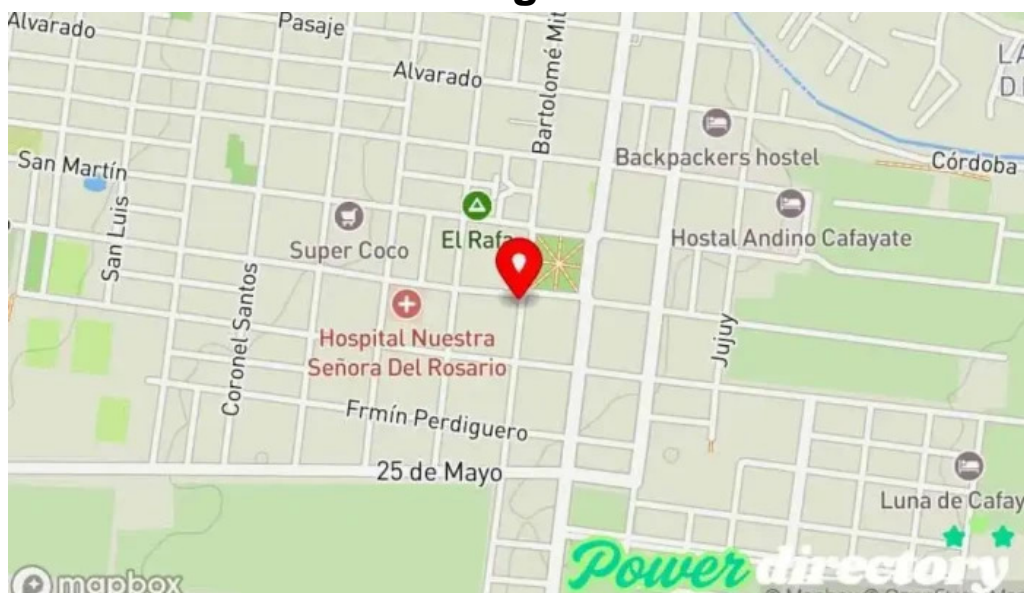 Alvarado
Pasaje
Bartolomé Mit
Alvarado
LA
Backpackers hostel
Córdoba
San Martín
San Luis
Super Coco
El Rafa
Hostal Andino Cafayate
Coronel Santos
Hospital Nuestra
Señora Del Rosario
Jujuy
Frmín Perdiguero
25 de Mayo
Luna de Cafay
Power directory
mapbox